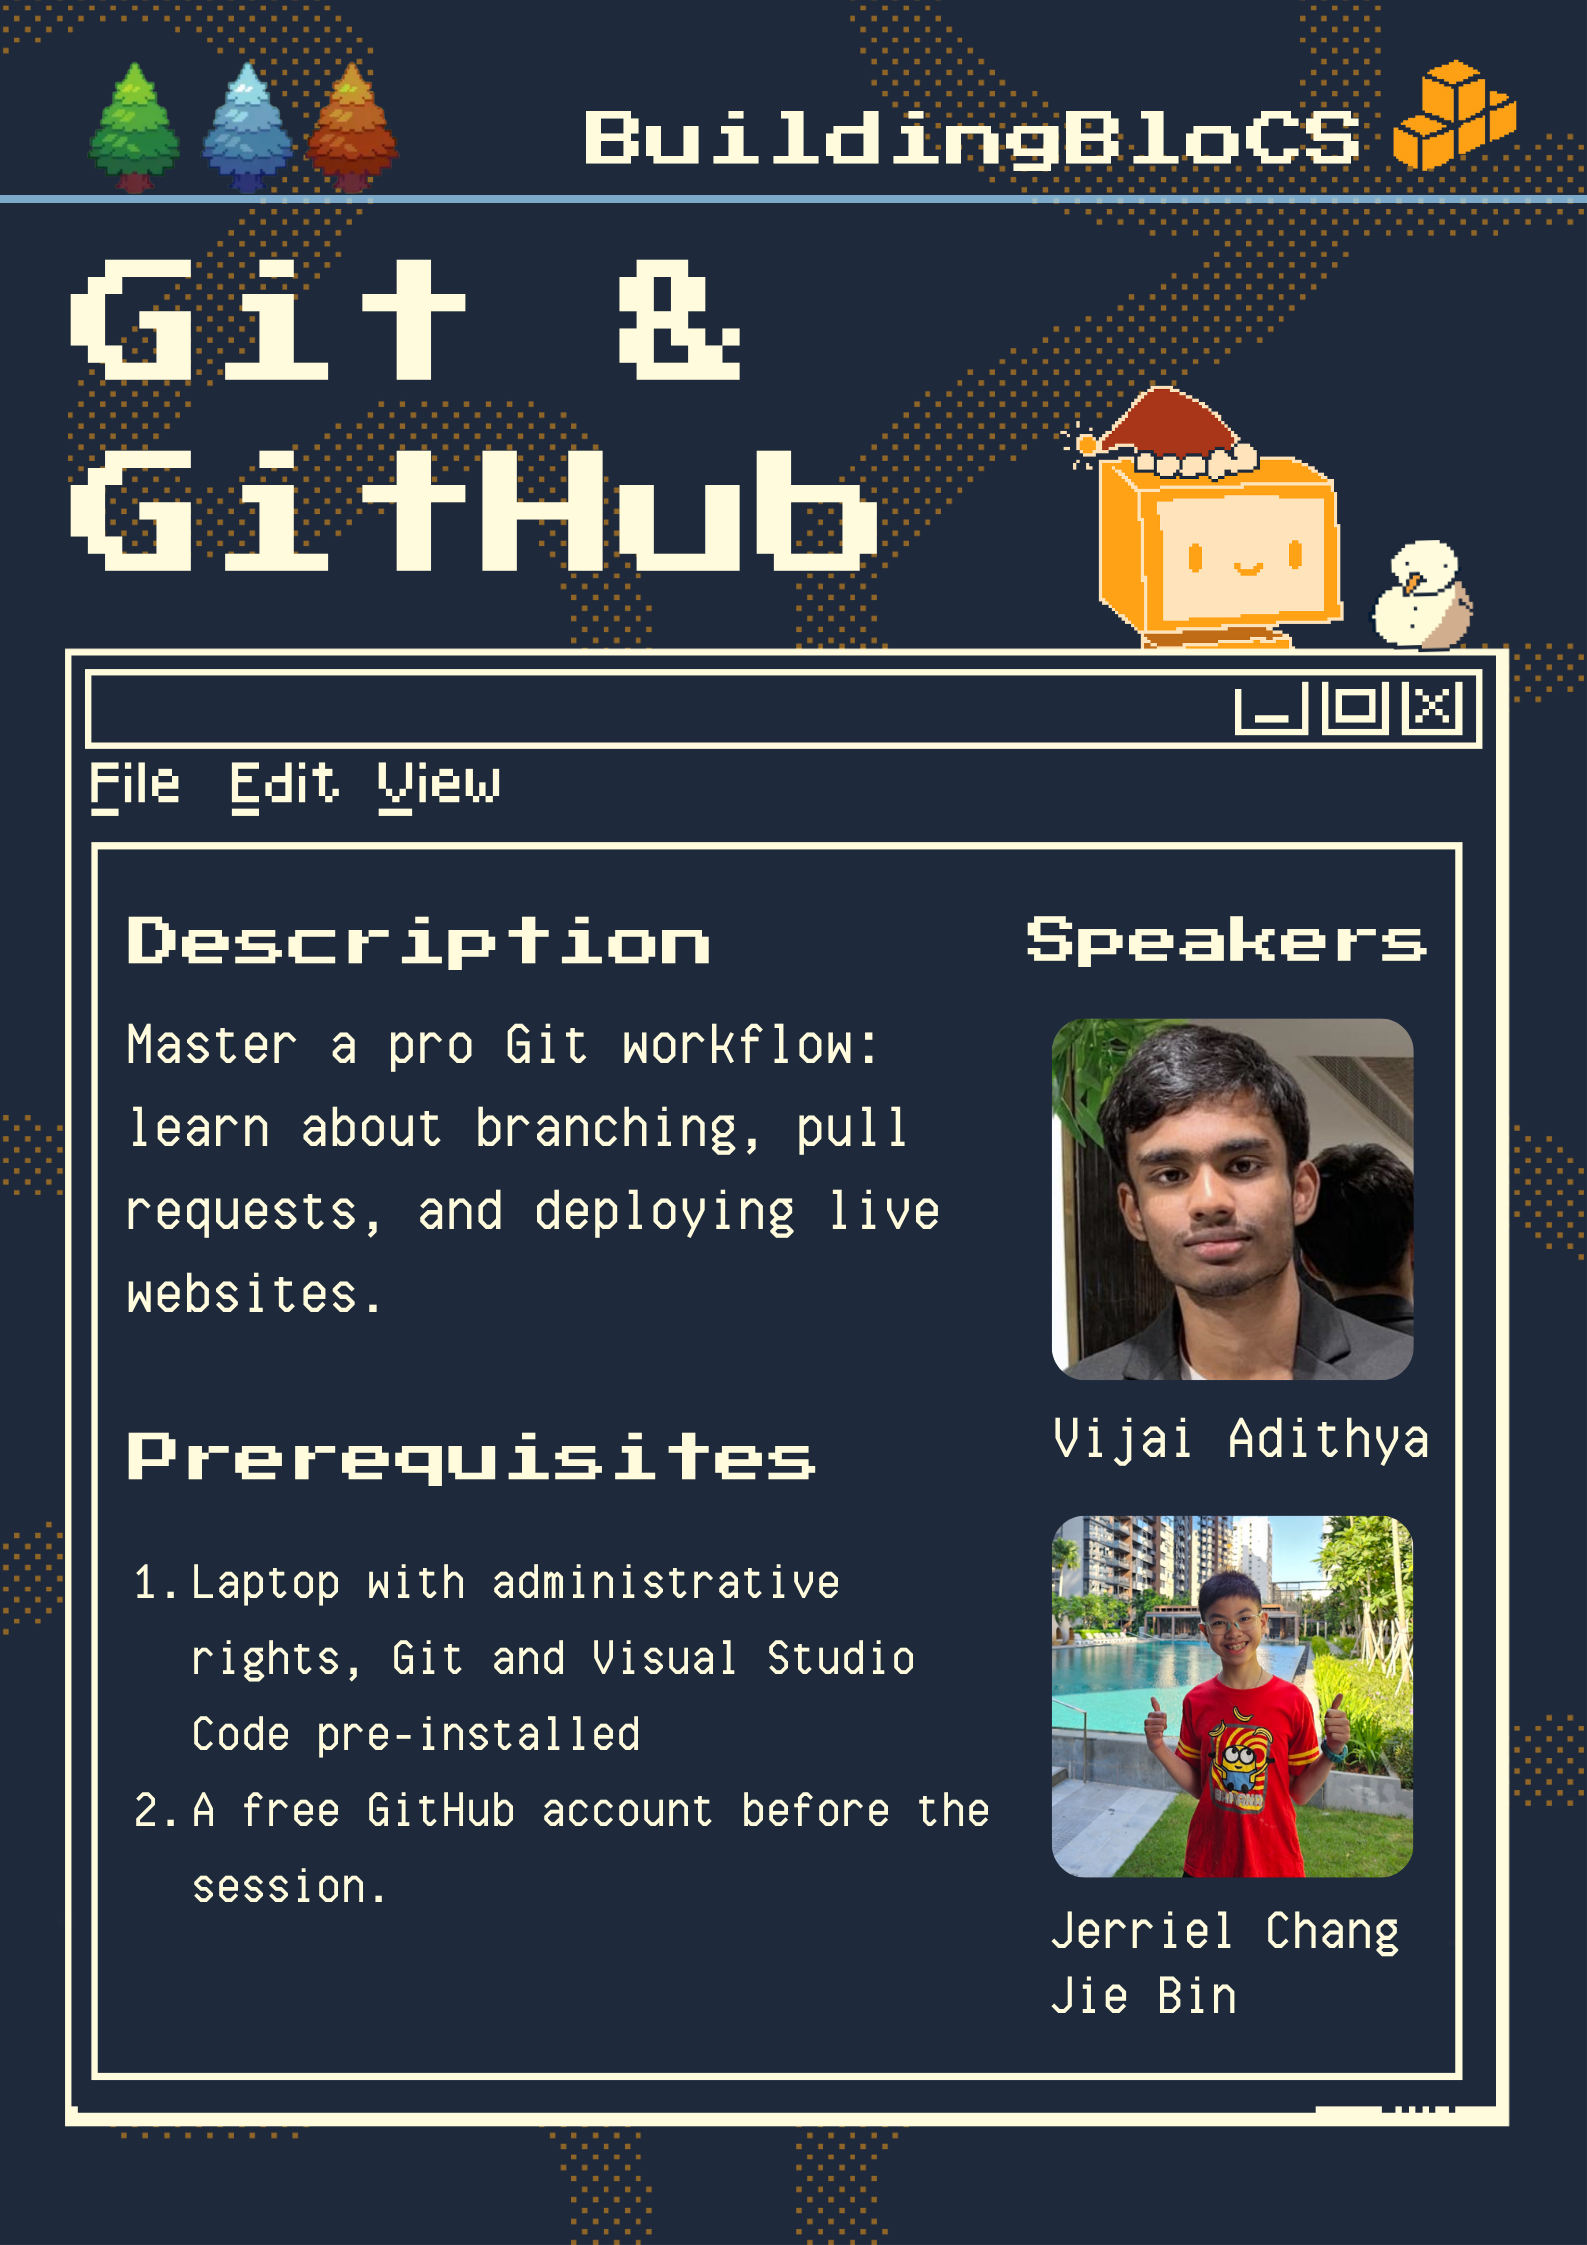 BuildingBloCS
Git &
GitHub
File Edit View
Description
Master a pro Git workflow:
learn about branching, pull
requests, and deploying live
websites.
Prerequisites
1. Laptop with administrative
rights, Git and Visual Studio
Code pre-installed
2. A free GitHub account before the
session.
Speakers
Vijai Adithya
Jerriel Chang
Jie Bin